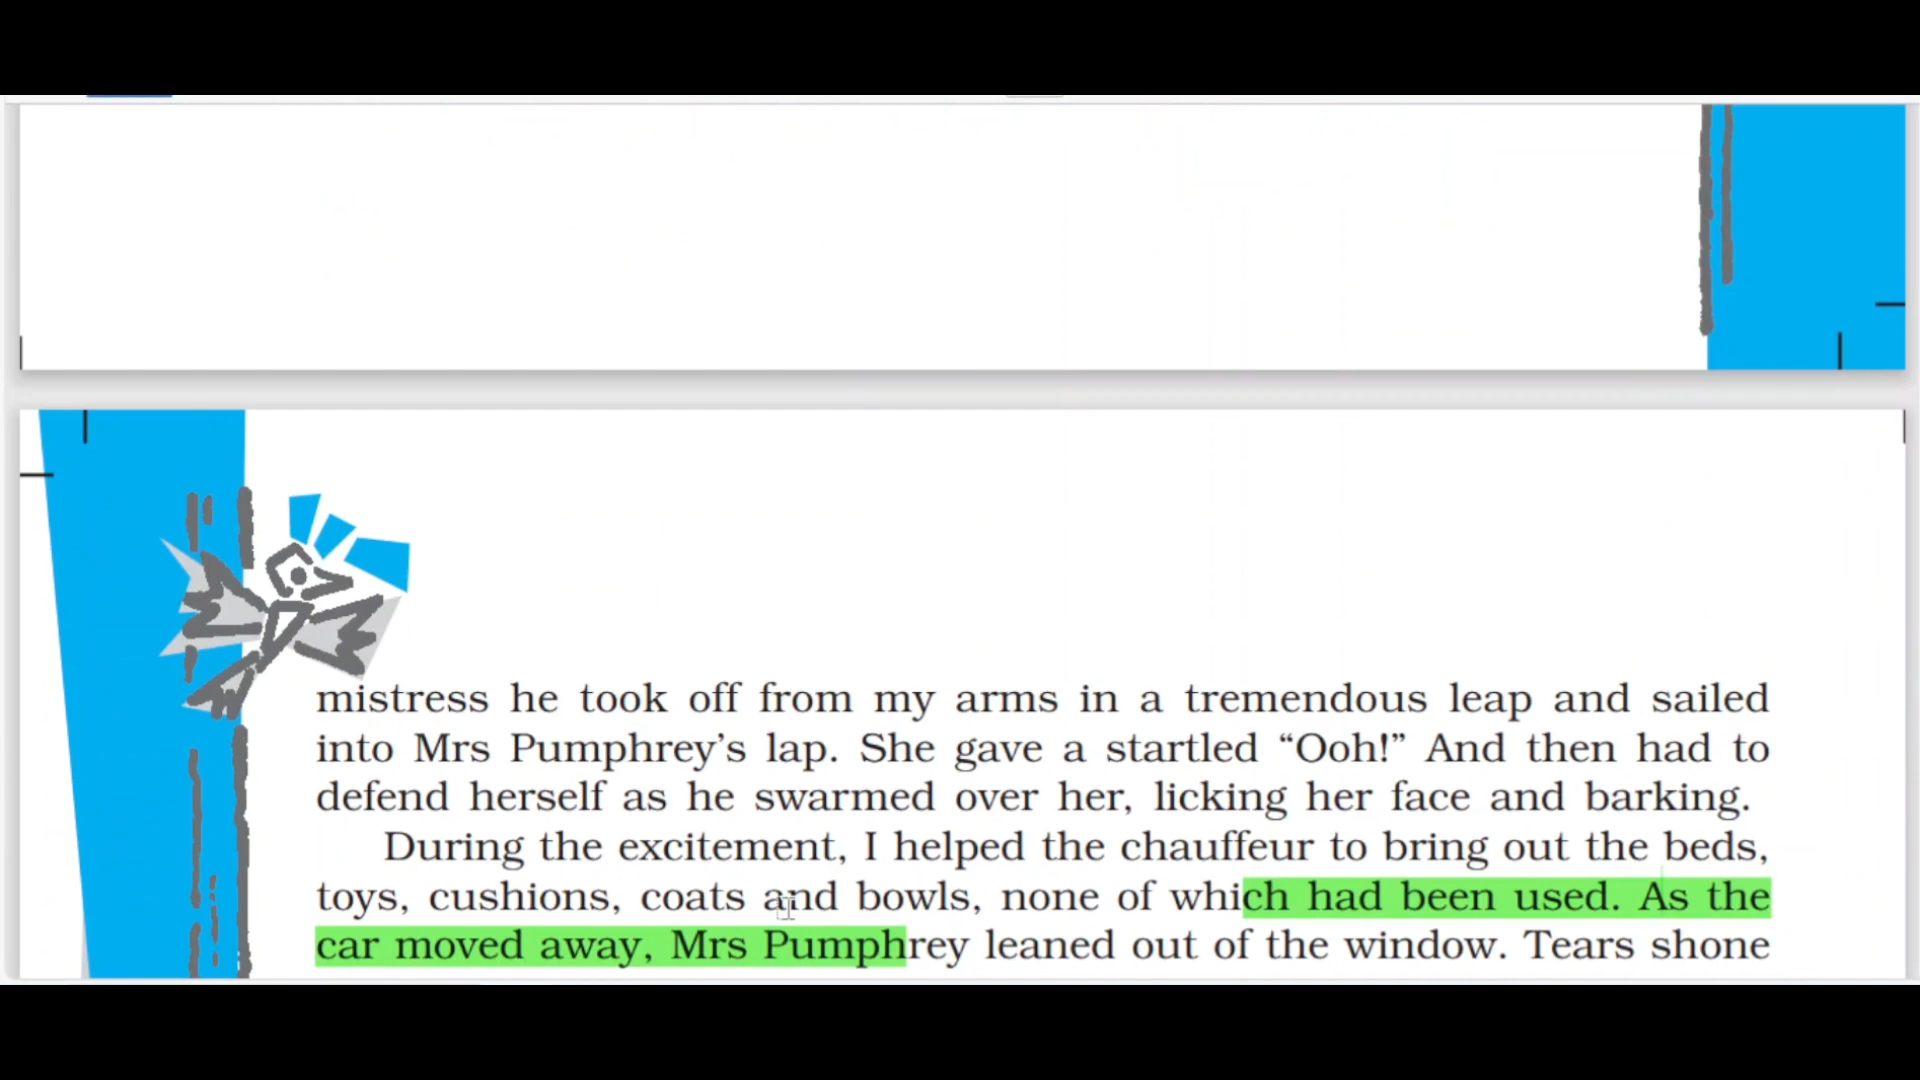 mistress he took off from my arms in a tremendous leap and sailed
into Mrs Pumphrey’s lap. She gave a startled “Ooh!” And then had to
defend herself as he swarmed over her, licking her face and barking.
During the excitement, I helped the chauffeur to bring out the beds,
toys, cushions, coats and bowls, none of which had been used. As the
car moved away, Mrs Pumphrey leaned out of the window. Tears shone